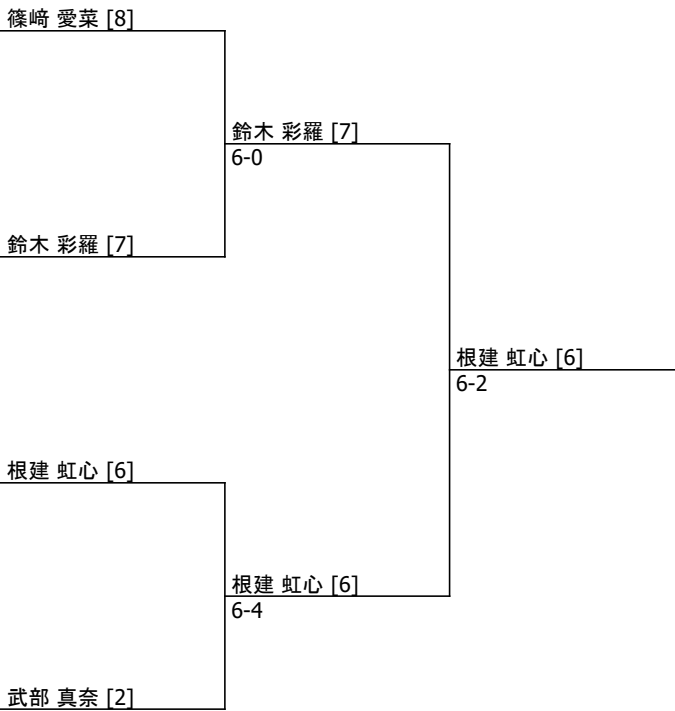 篠﨑 愛菜 [8]
鈴木 彩羅 [7]
6-0
鈴木 彩羅 [7]
根建 虹心 [6]
6-2
根建 虹心 [6]
根建 虹心 [6]
6-4
武部 真奈 [2]